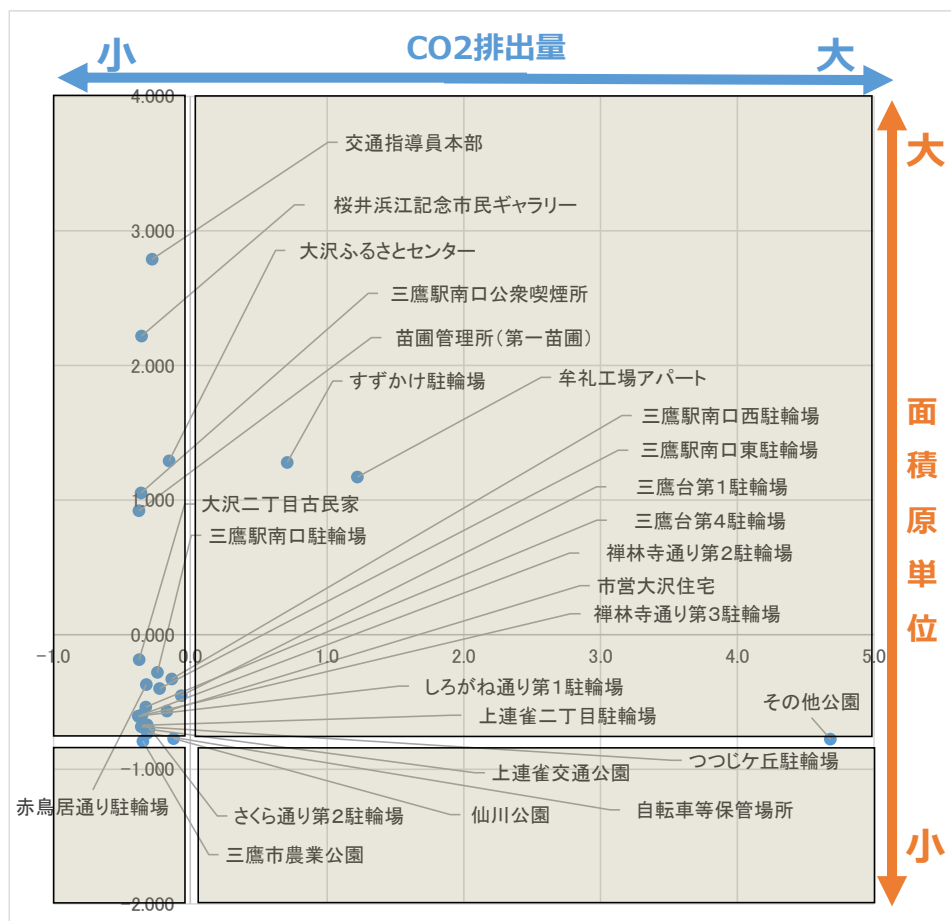 小
CO2排出量
大
4.000
大
交通指導員本部
桜井浜江記念市民ギャラリー
3.000
大沢ふるさとセンター
三鷹駅南口公衆喫煙所
苗圃管理所(第一苗圃)
2.000
すずかけ駐輪場
牟礼工場アパート
三鷹駅南口西駐輪場
三鷹駅南口東駐輪場
三鷹台第1駐輪場
1.000
大沢二丁目古民家
三鷹台第4駐輪場
三鷹駅南口駐輪場
禅林寺通り第2駐輪場
市営大沢住宅
禅林寺通り第3駐輪場
面積原単位
0.000
-1.0
0.0
1.0
2.0
3.0
4.0
5.0
しろがね通り第1駐輪場
その他公園
上連雀二丁目駐輪場
つつじケ丘駐輪場
-1.000
上連雀交通公園
赤鳥居通り駐輪場
さくら通り第2駐輪場
仙川公園
自転車等保管場所
三鷹市農業公園
小
-2.000